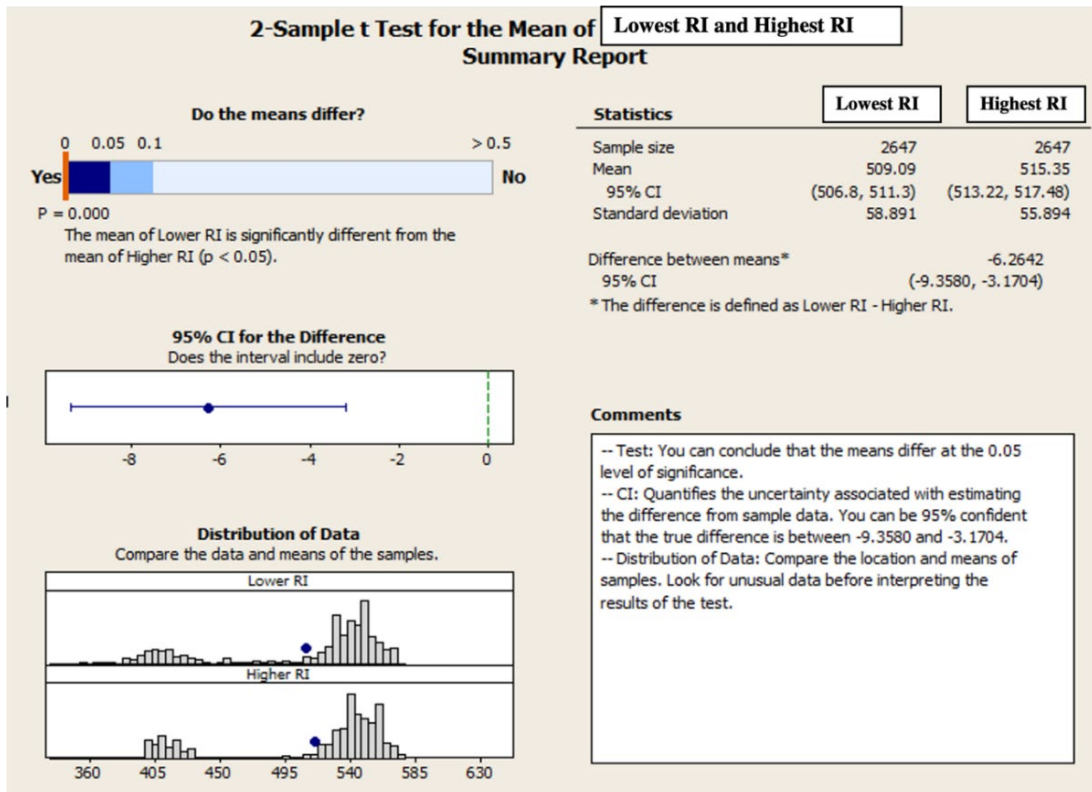 2-Sample t Test for the Mean of Lowest RI and Highest RI
Summary Report
Do the means differ?
0 0.05 0.1 > 0.5
Yes No
P = 0.000
The mean of Lower RI is significantly different from the
mean of Higher RI (p < 0.05).
Statistics Lowest RI Highest RI
Sample size 2647 2647
Mean 509.09 515.35
95% CI (506.8, 511.3) (513.22, 517.48)
Standard deviation 58.891 55.894
Difference between means* -6.2642
95% CI (-9.3580, -3.1704)
* The difference is defined as Lower RI - Higher RI.
95% CI for the Difference
Does the interval include zero?
-8 -6 -4 -2 0
Distribution of Data
Compare the data and means of the samples.
Lower RI
Higher RI
360 405 450 495 540 585 630
Comments
-- Test: You can conclude that the means differ at the 0.05
level of significance.
-- CI: Quantifies the uncertainty associated with estimating
the difference from sample data. You can be 95% confident
that the true difference is between -9.3580 and -3.1704.
-- Distribution of Data: Compare the location and means of
samples. Look for unusual data before interpreting the
results of the test.